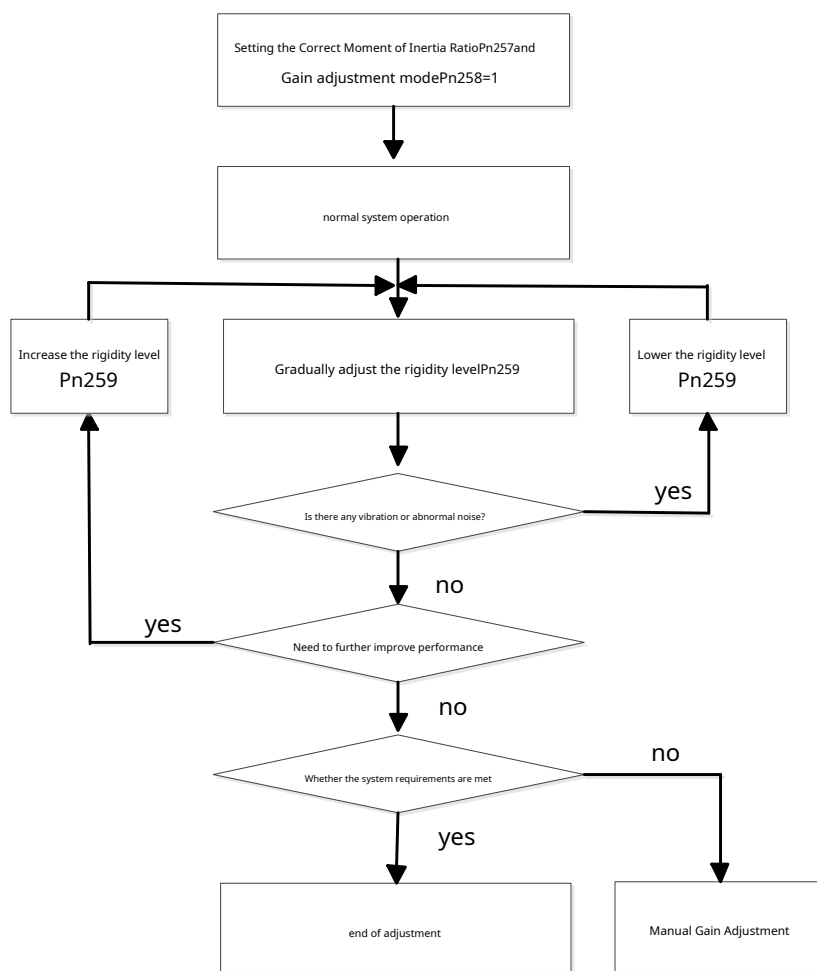 Setting the Correct Moment of Inertia RatioPn257and
Gain adjustment modePn258=1
normal system operation
Increase the rigidity level
Pn259
Gradually adjust the rigidity levelPn259
Lower the rigidity level
Pn259
Is there any vibration or abnormal noise?
yes
no
yes
Need to further improve performance
no
Whether the system requirements are met
no
yes
end of adjustment
Manual Gain Adjustment